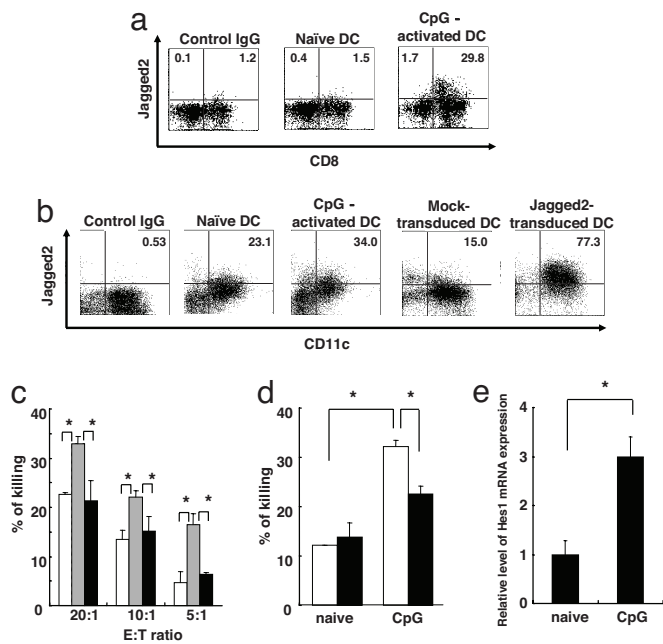 a
Control IgG
Naïve DC
CpG -
activated DC
0.1
1.2
0.4
1.5
1.7
29.8
Jagged2
CD8
b
Control IgG
Naïve DC
CpG -
activated DC
Mock-
transduced DC
Jagged2-
transduced DC
0.53
23.1
34.0
15.0
77.3
Jagged2
CD11c
c
% of killing
40
30
20
10
0
* *
* *
* *
20:1
10:1
5:1
E:T ratio
d
% of killing
40
30
20
10
0
* *
naive
CpG
e
Relative level of Hes1 mRNA expression
4
3
2
1
0
*
naive
CpG